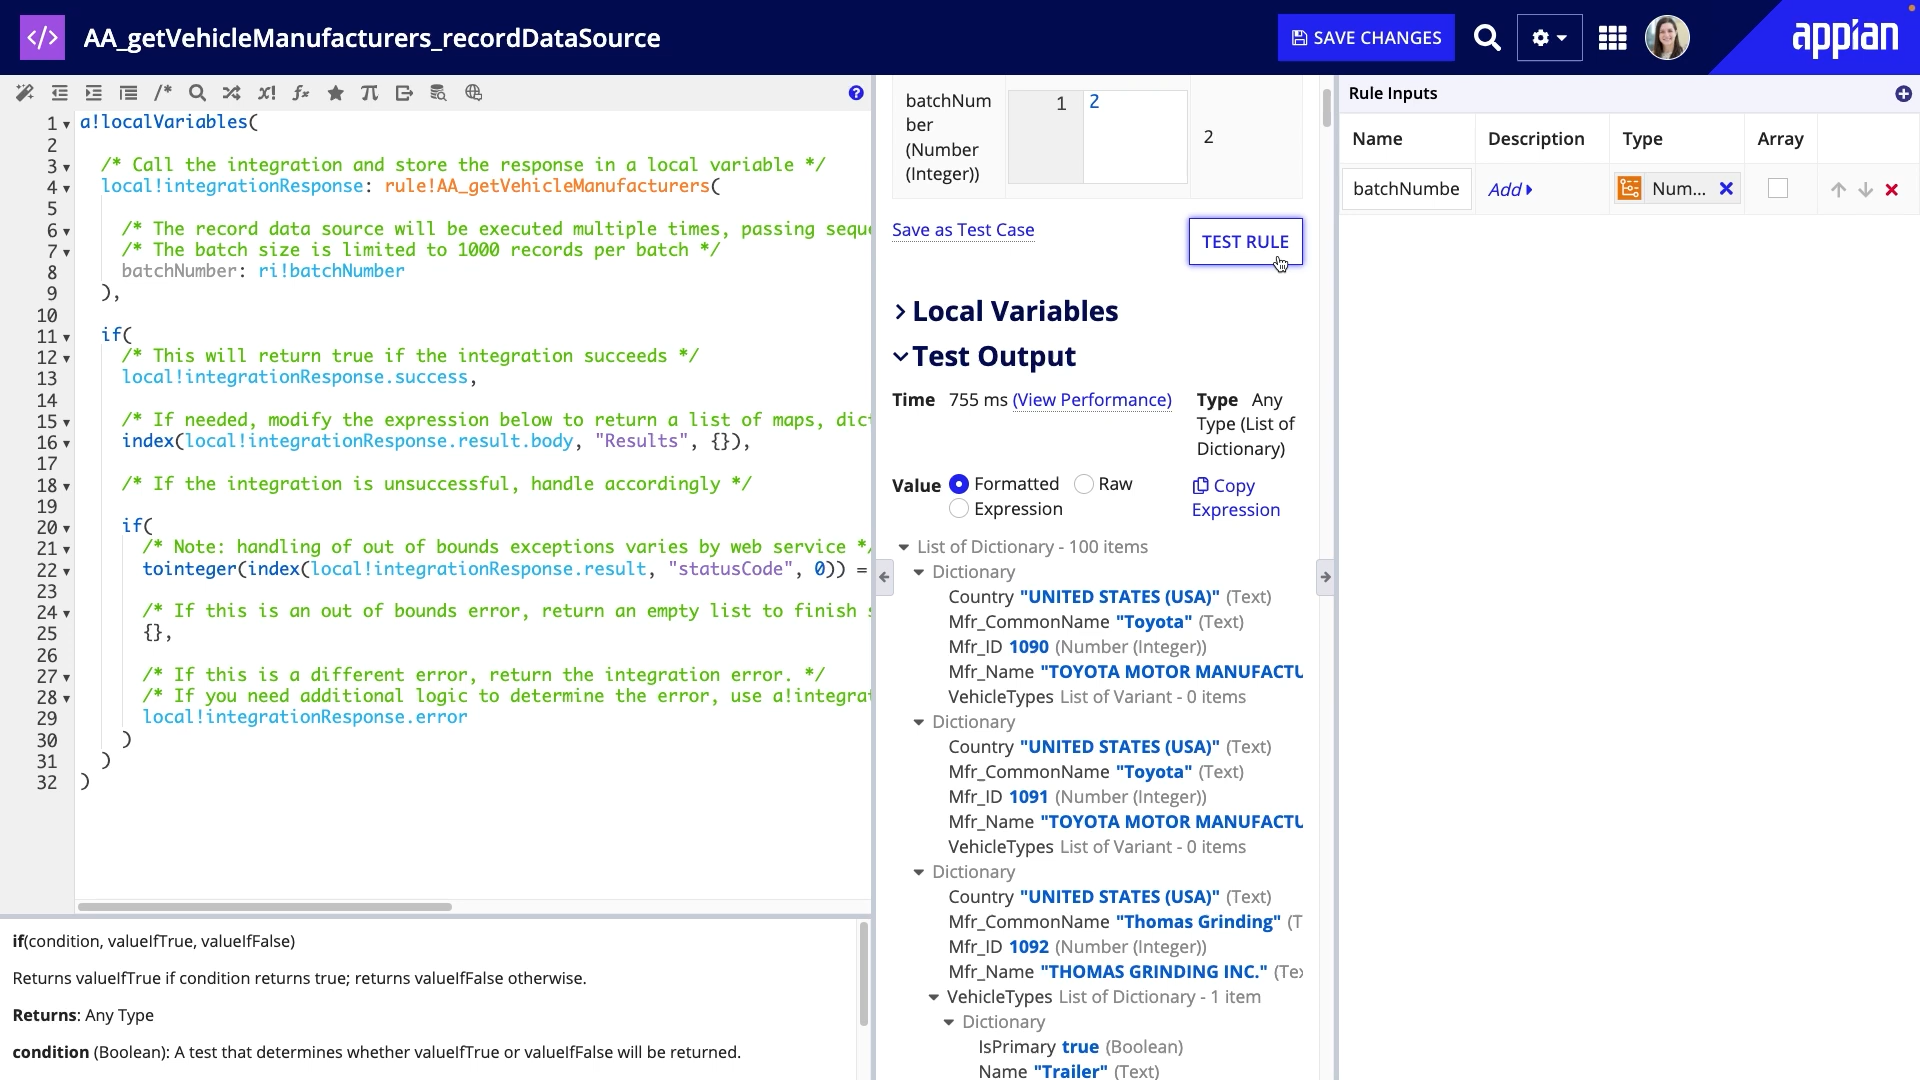 </> AA_getVehicleManufacturers_recordDataSource
SAVE CHANGES
appian
1 a!localVariables(
2
3 /* Call the integration and store the response in a local variable */
4 local!integrationResponse: rule!AA_getVehicleManufacturers(
5
6 /* The record data source will be executed multiple times, passing seque
7 /* The batch size is limited to 1000 records per batch */
8 batchNumber: ri!batchNumber
9 ),
10
11 if(
12 /* This will return true if the integration succeeds */
13 local!integrationResponse.success,
14
15 /* If needed, modify the expression below to return a list of maps, dict
16 index(local!integrationResponse.result.body, "Results", {}),
17
18 /* If the integration is unsuccessful, handle accordingly */
19
20 if(
21 /* Note: handling of out of bounds exceptions varies by web service */
22 tointeger(index(local!integrationResponse.result, "statusCode", 0)) =
23
24 /* If this is an out of bounds error, return an empty list to finish s
25 {},
26
27 /* If this is a different error, return the integration error. */
28 /* If you need additional logic to determine the error, use a!integrat
29 local!integrationResponse.error
30 )
31 )
32 )
if(condition, valueIfTrue, valueIfFalse)
Returns valueIfTrue if condition returns true; returns valueIfFalse otherwise.
Returns: Any Type
condition (Boolean): A test that determines whether valueIfTrue or valueIfFalse will be returned.
batchNum
ber
(Number
(Integer))
1 2
2
Save as Test Case
TEST RULE
Local Variables
Test Output
Time 755 ms (View Performance)
Type Any
Type (List of
Dictionary)
Value Formatted Raw
Expression
Copy
Expression
List of Dictionary - 100 items
Dictionary
Country "UNITED STATES (USA)" (Text)
Mfr_CommonName "Toyota" (Text)
Mfr_ID 1090 (Number (Integer))
Mfr_Name "TOYOTA MOTOR MANUFACTU
VehicleTypes List of Variant - 0 items
Dictionary
Country "UNITED STATES (USA)" (Text)
Mfr_CommonName "Toyota" (Text)
Mfr_ID 1091 (Number (Integer))
Mfr_Name "TOYOTA MOTOR MANUFACTU
VehicleTypes List of Variant - 0 items
Dictionary
Country "UNITED STATES (USA)" (Text)
Mfr_CommonName "Thomas Grinding" (T
Mfr_ID 1092 (Number (Integer))
Mfr_Name "THOMAS GRINDING INC." (Te
VehicleTypes List of Dictionary - 1 item
Dictionary
IsPrimary true (Boolean)
Name "Trailer" (Text)
Rule Inputs
Name Description Type Array
batchNumbe Add Num...